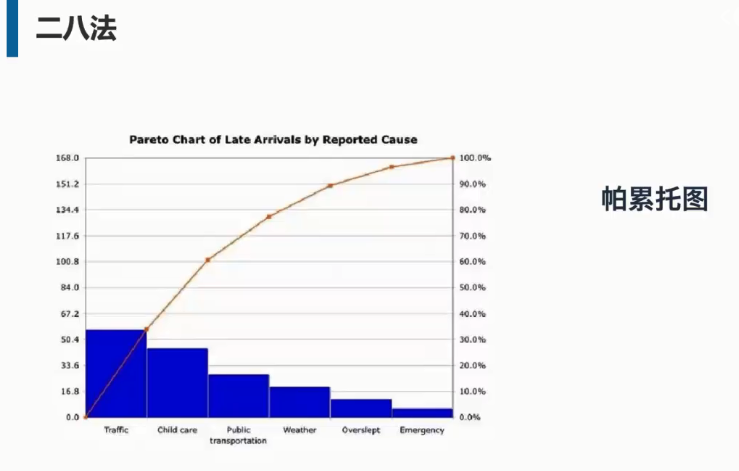 二八法
Pareto Chart of Late Arrivals by Reported Cause
168.0
151.2
134.4
117.6
100.8
84.0
67.2
50.4
33.6
16.8
0.0
100.0%
90.0%
80.0%
70.0%
60.0%
50.0%
40.0%
30.0%
20.0%
10.0%
0.0%
Traffic
Child care
Public
transportation
Weather
Overslept
Emergency
帕累托图